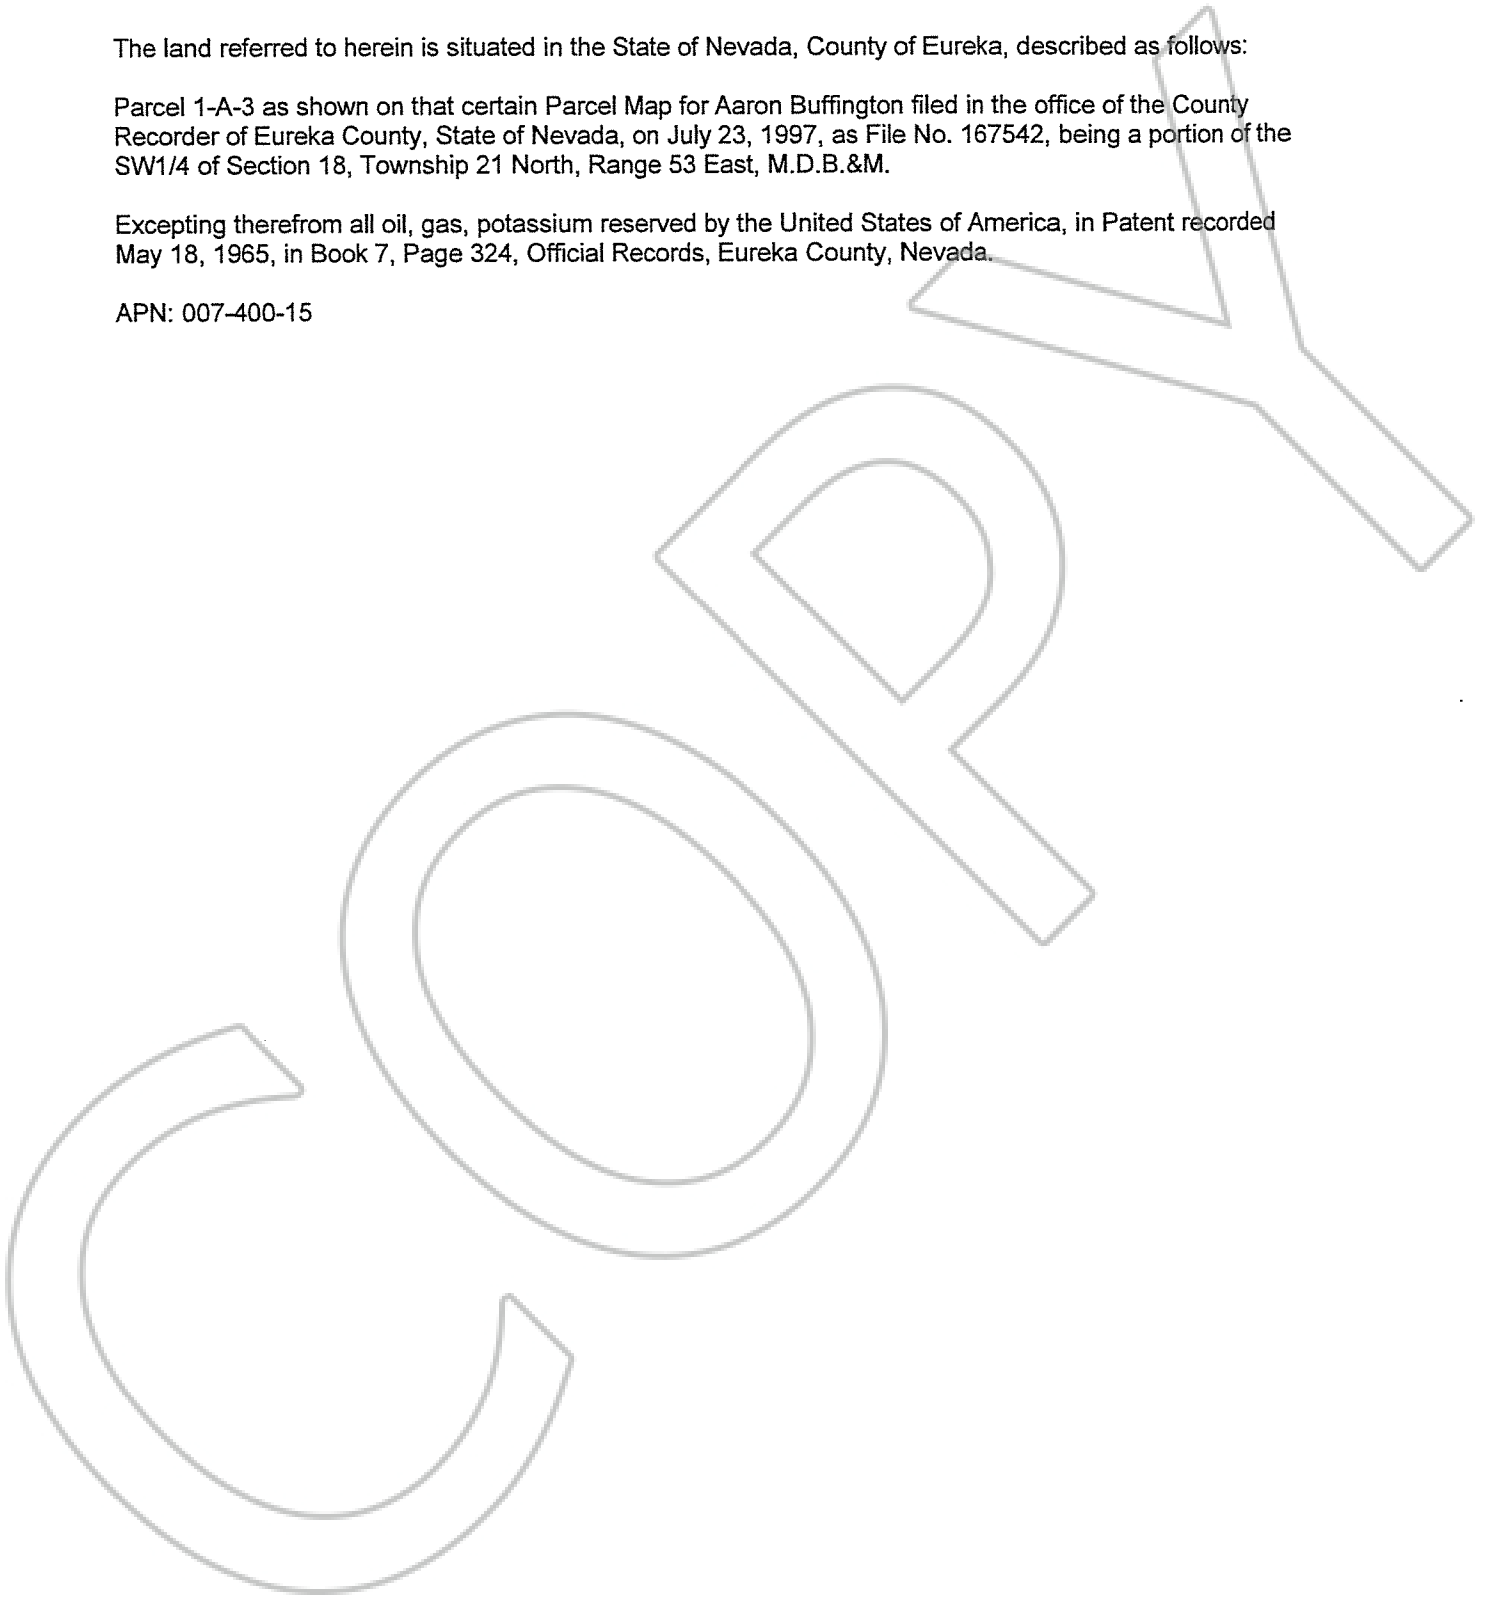 The land referred to herein is situated in the State of Nevada, County of Eureka, described as follows:
Parcel 1-A-3 as shown on that certain Parcel Map for Aaron Buffington filed in the office of the County
Recorder of Eureka County, State of Nevada, on July 23, 1997, as File No. 167542, being a portion of the
SW1/4 of Section 18, Township 21 North, Range 53 East, M.D.B.&M.
Excepting therefrom all oil, gas, potassium reserved by the United States of America, in Patent recorded
May 18, 1965, in Book 7, Page 324, Official Records, Eureka County, Nevada.
APN: 007-400-15
COPY